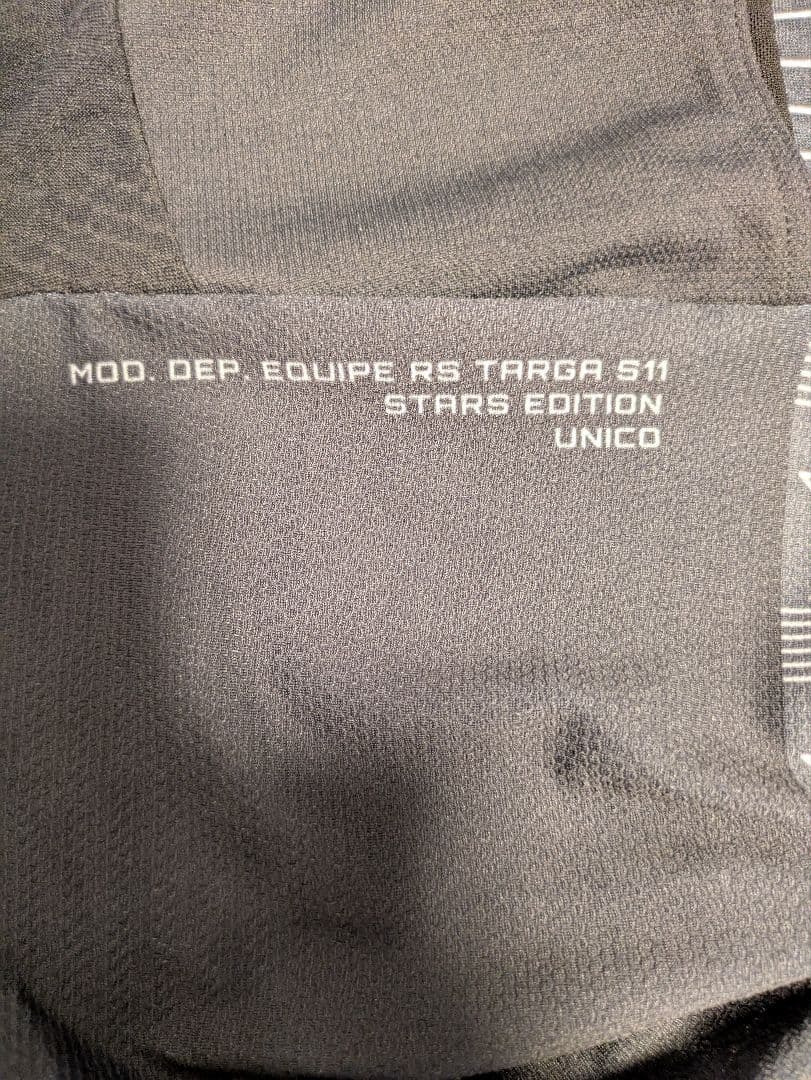 MOD. DEP. EQUIPE RS TARGA S11
STARS EDITION
UNICO